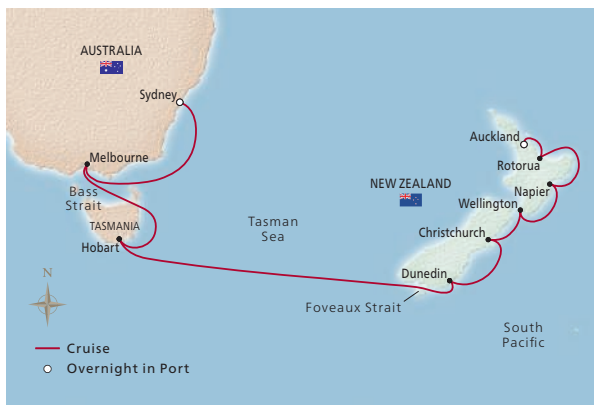 AUSTRALIA
Sydney
Melbourne
Bass
Strait
TASMANIA
Hobart
Tasman
Sea
Auckland
Rotorua
NEW ZEALAND
Napier
Wellington
Christchurch
Dunedin
Foveaux Strait
South
Pacific
N
Cruise
Overnight in Port